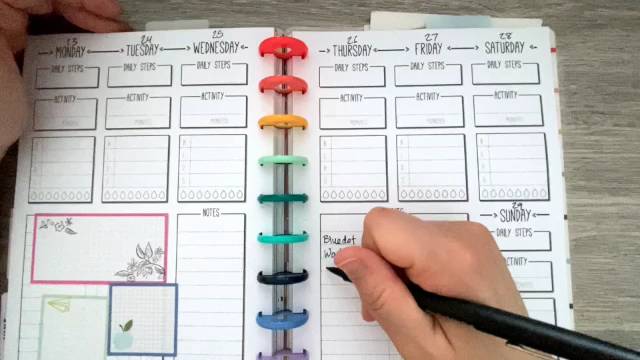 23 24 25 26 27 28
MONDAY TUESDAY WEDNESDAY THURSDAY FRIDAY SATURDAY
DAILY STEPS DAILY STEPS DAILY STEPS DAILY STEPS DAILY STEPS DAILY STEPS
ACTIVITY ACTIVITY ACTIVITY ACTIVITY ACTIVITY ACTIVITY
MINUTES MINUTES MINUTES MINUTES MINUTES MINUTES
B B B B B B
L L L L L L
D D D D D D
S S S S S S
29
NOTES SUNDAY
DAILY STEPS
Bluedot
ACTIVITY